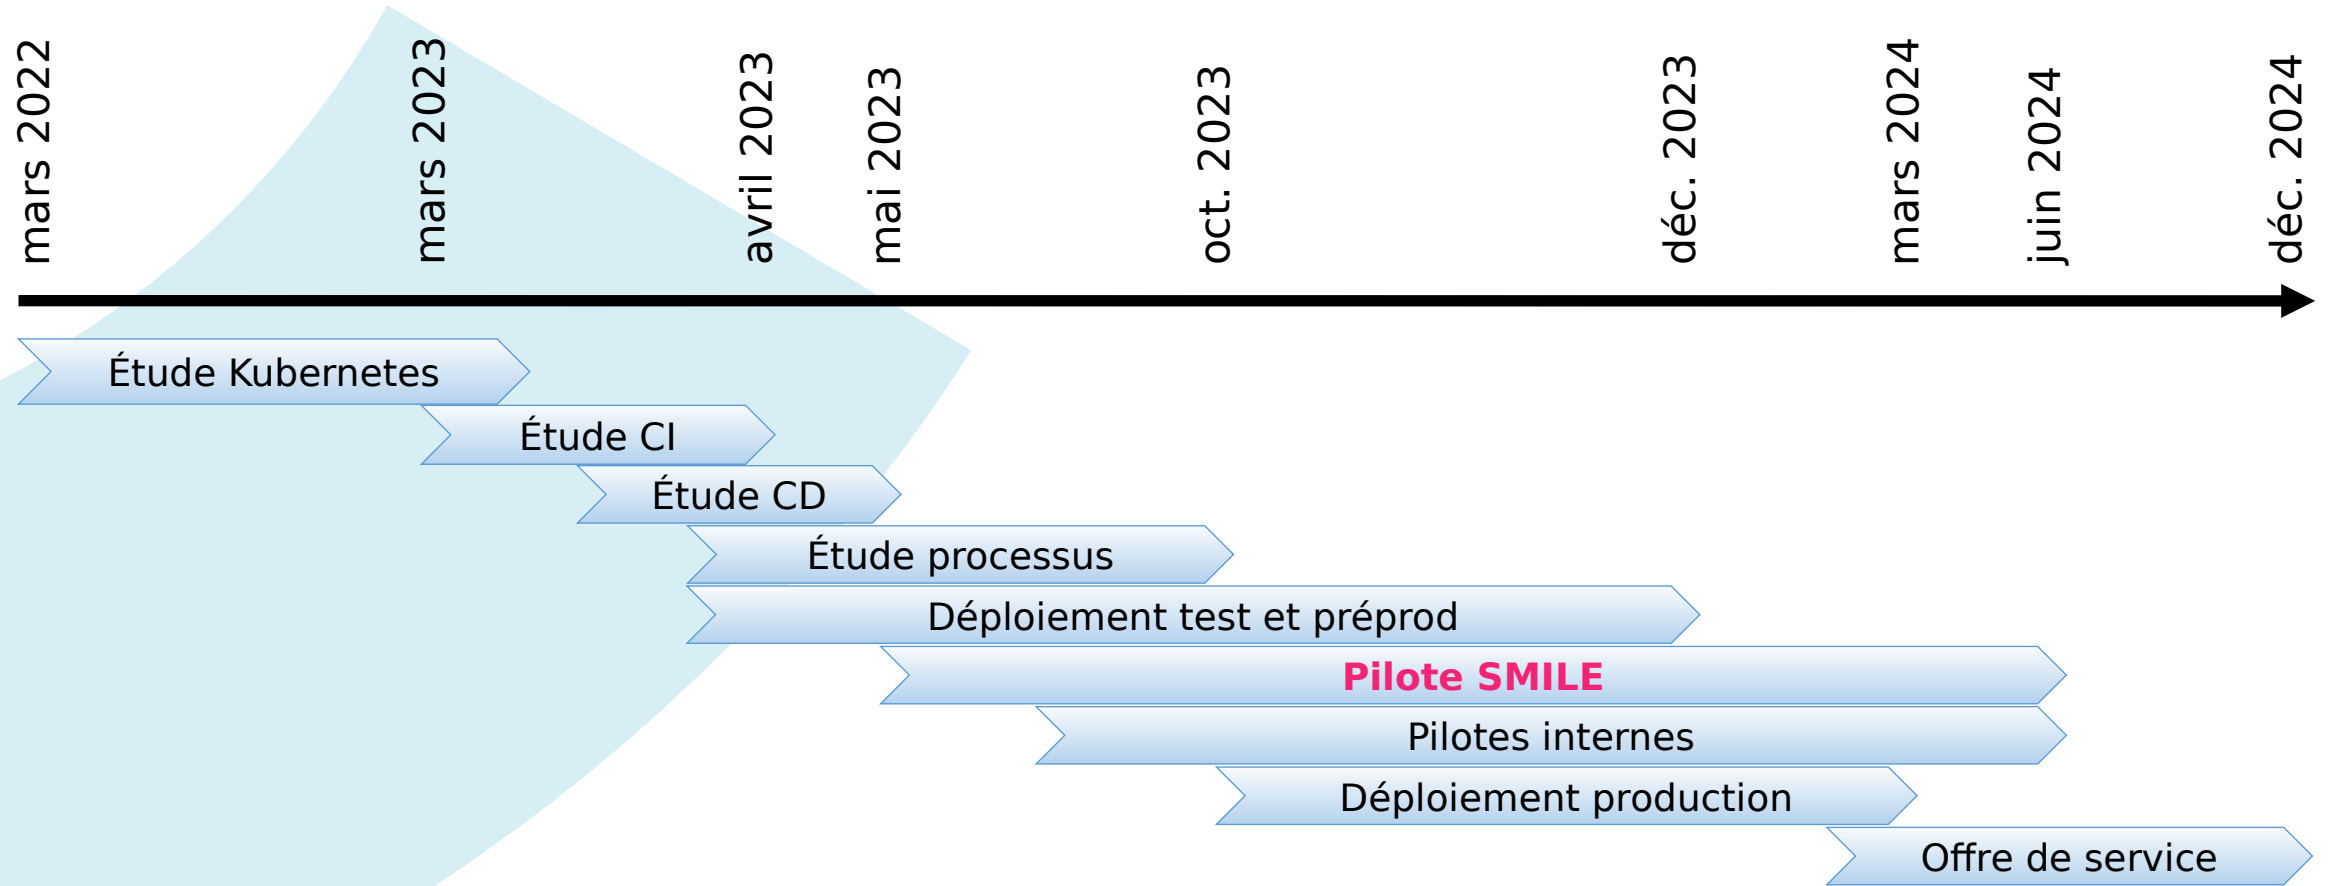 mars 2022
mars 2023
avril 2023
mai 2023
oct. 2023
déc. 2023
mars 2024
juin 2024
déc. 2024
Étude Kubernetes
Étude CI
Étude CD
Étude processus
Déploiement test et préprod
Pilote SMILE
Pilotes internes
Déploiement production
Offre de service